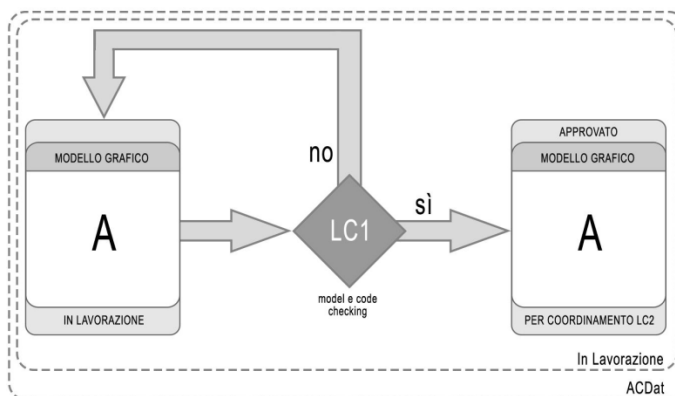 MODELLO GRAFICO
A
IN LAVORAZIONE
no
LC1
sì
model e code
checking
APPROVATO
MODELLO GRAFICO
A
PER COORDINAMENTO LC2
In Lavorazione
ACDat